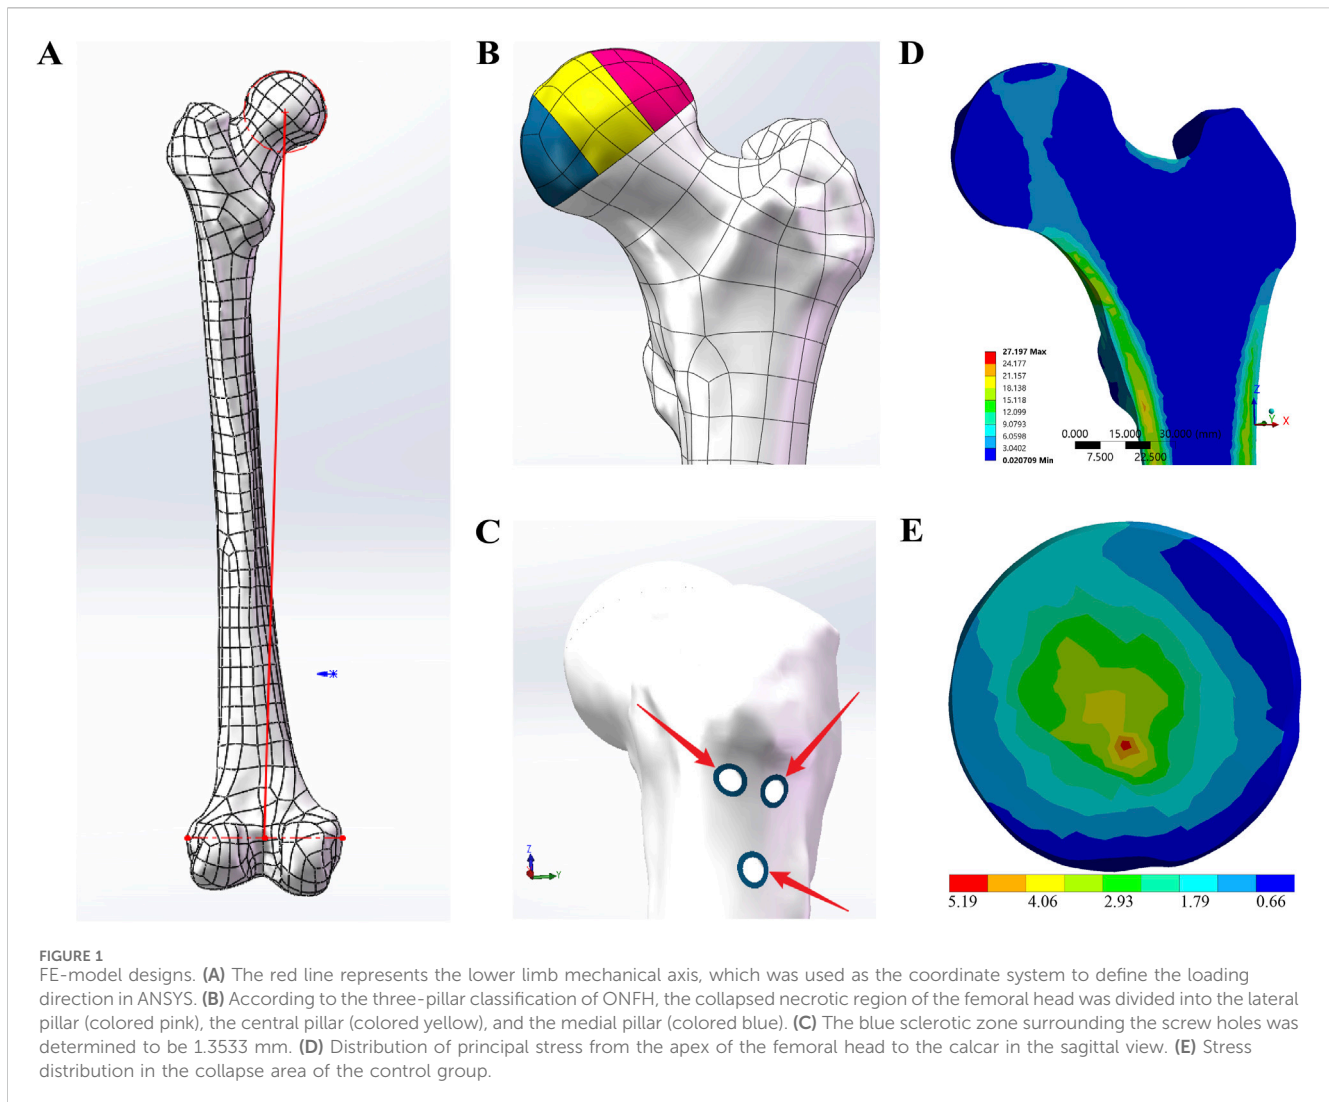 A
B
D
27.197 Max
24.177
21.157
18.138
15.118
12.099
9.0793
6.0598
3.0402
0.020709 Min
Z
Y
X
0.000 15.000 30.000 (mm)
7.500 22.500
C
Z
Y
E
5.19 4.06 2.93 1.79 0.66
FIGURE 1
FE-model designs. (A) The red line represents the lower limb mechanical axis, which was used as the coordinate system to define the loading
direction in ANSYS. (B) According to the three-pillar classification of ONFH, the collapsed necrotic region of the femoral head was divided into the lateral
pillar (colored pink), the central pillar (colored yellow), and the medial pillar (colored blue). (C) The blue sclerotic zone surrounding the screw holes was
determined to be 1.3533 mm. (D) Distribution of principal stress from the apex of the femoral head to the calcar in the sagittal view. (E) Stress
distribution in the collapse area of the control group.